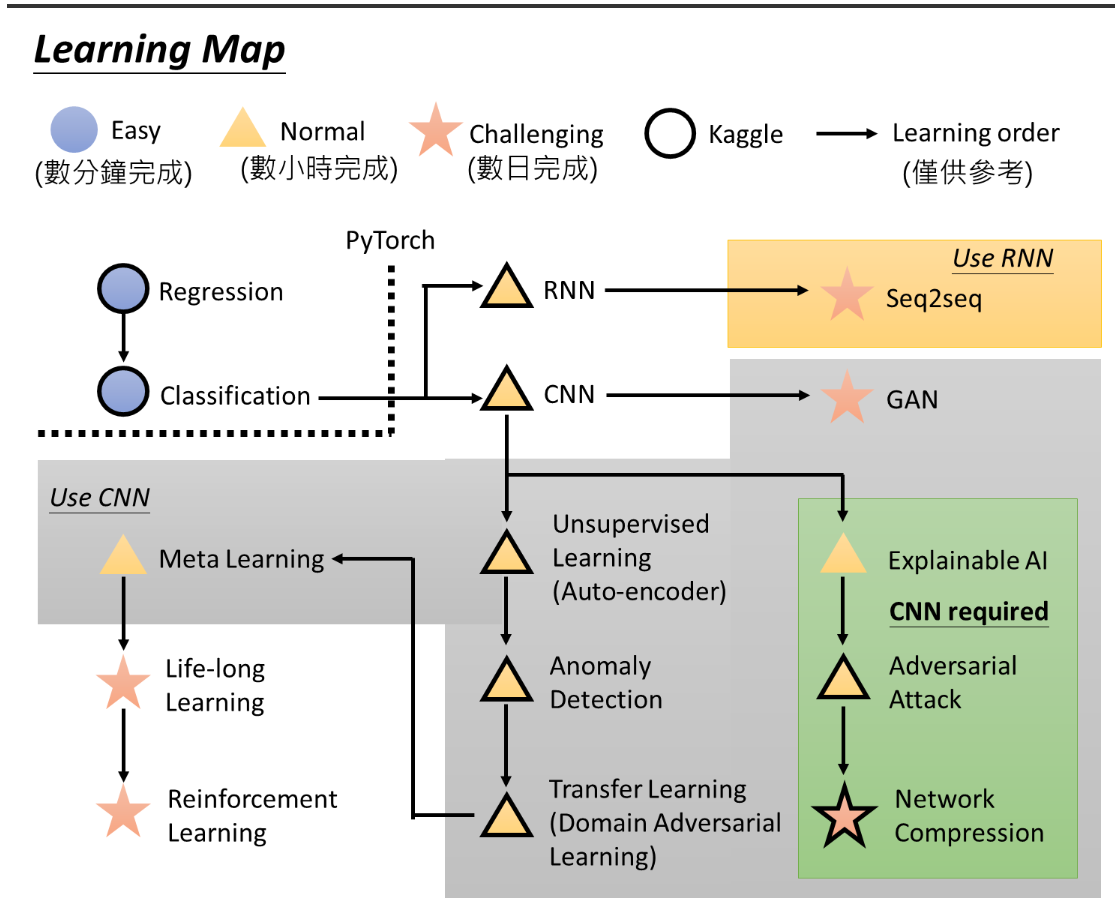 Learning Map
Easy
(數分鐘完成)
Normal
(數小時完成)
Challenging
(數日完成)
Kaggle
Learning order
(僅供參考)
PyTorch
Regression
Classification
RNN
Use RNN
Seq2seq
CNN
GAN
Use CNN
Meta Learning
Life-long
Learning
Reinforcement
Learning
Unsupervised
Learning
(Auto-encoder)
Anomaly
Detection
Transfer Learning
(Domain Adversarial
Learning)
Explainable AI
CNN required
Adversarial
Attack
Network
Compression